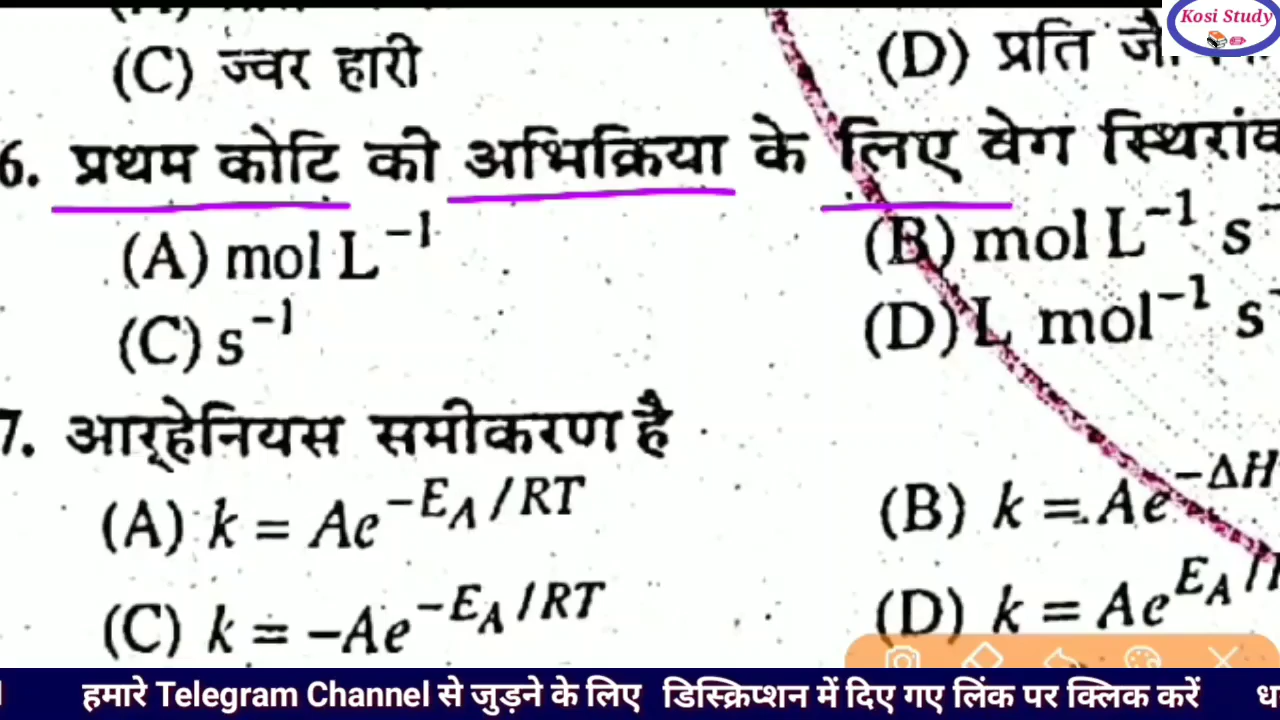 Kosi Study
(C) ज्वर हारी (D) प्रति
6. प्रथम कोटि की अभिक्रिया के लिए वेग
(A) mol L⁻¹ (B) mol L⁻¹ s⁻
(C) s⁻¹ (D) L mol⁻¹ s⁻
7. आर्हेनियस समीकरण है
(A) k = Ae^−E_A/RT (B) k = Ae^−ΔH
(C) k = −Ae^−E_A/RT (D) k = Ae^E_A/
हमारे Telegram Channel से जुड़ने के लिए डिस्क्रिप्शन में दिए गए लिंक पर क्लिक करें